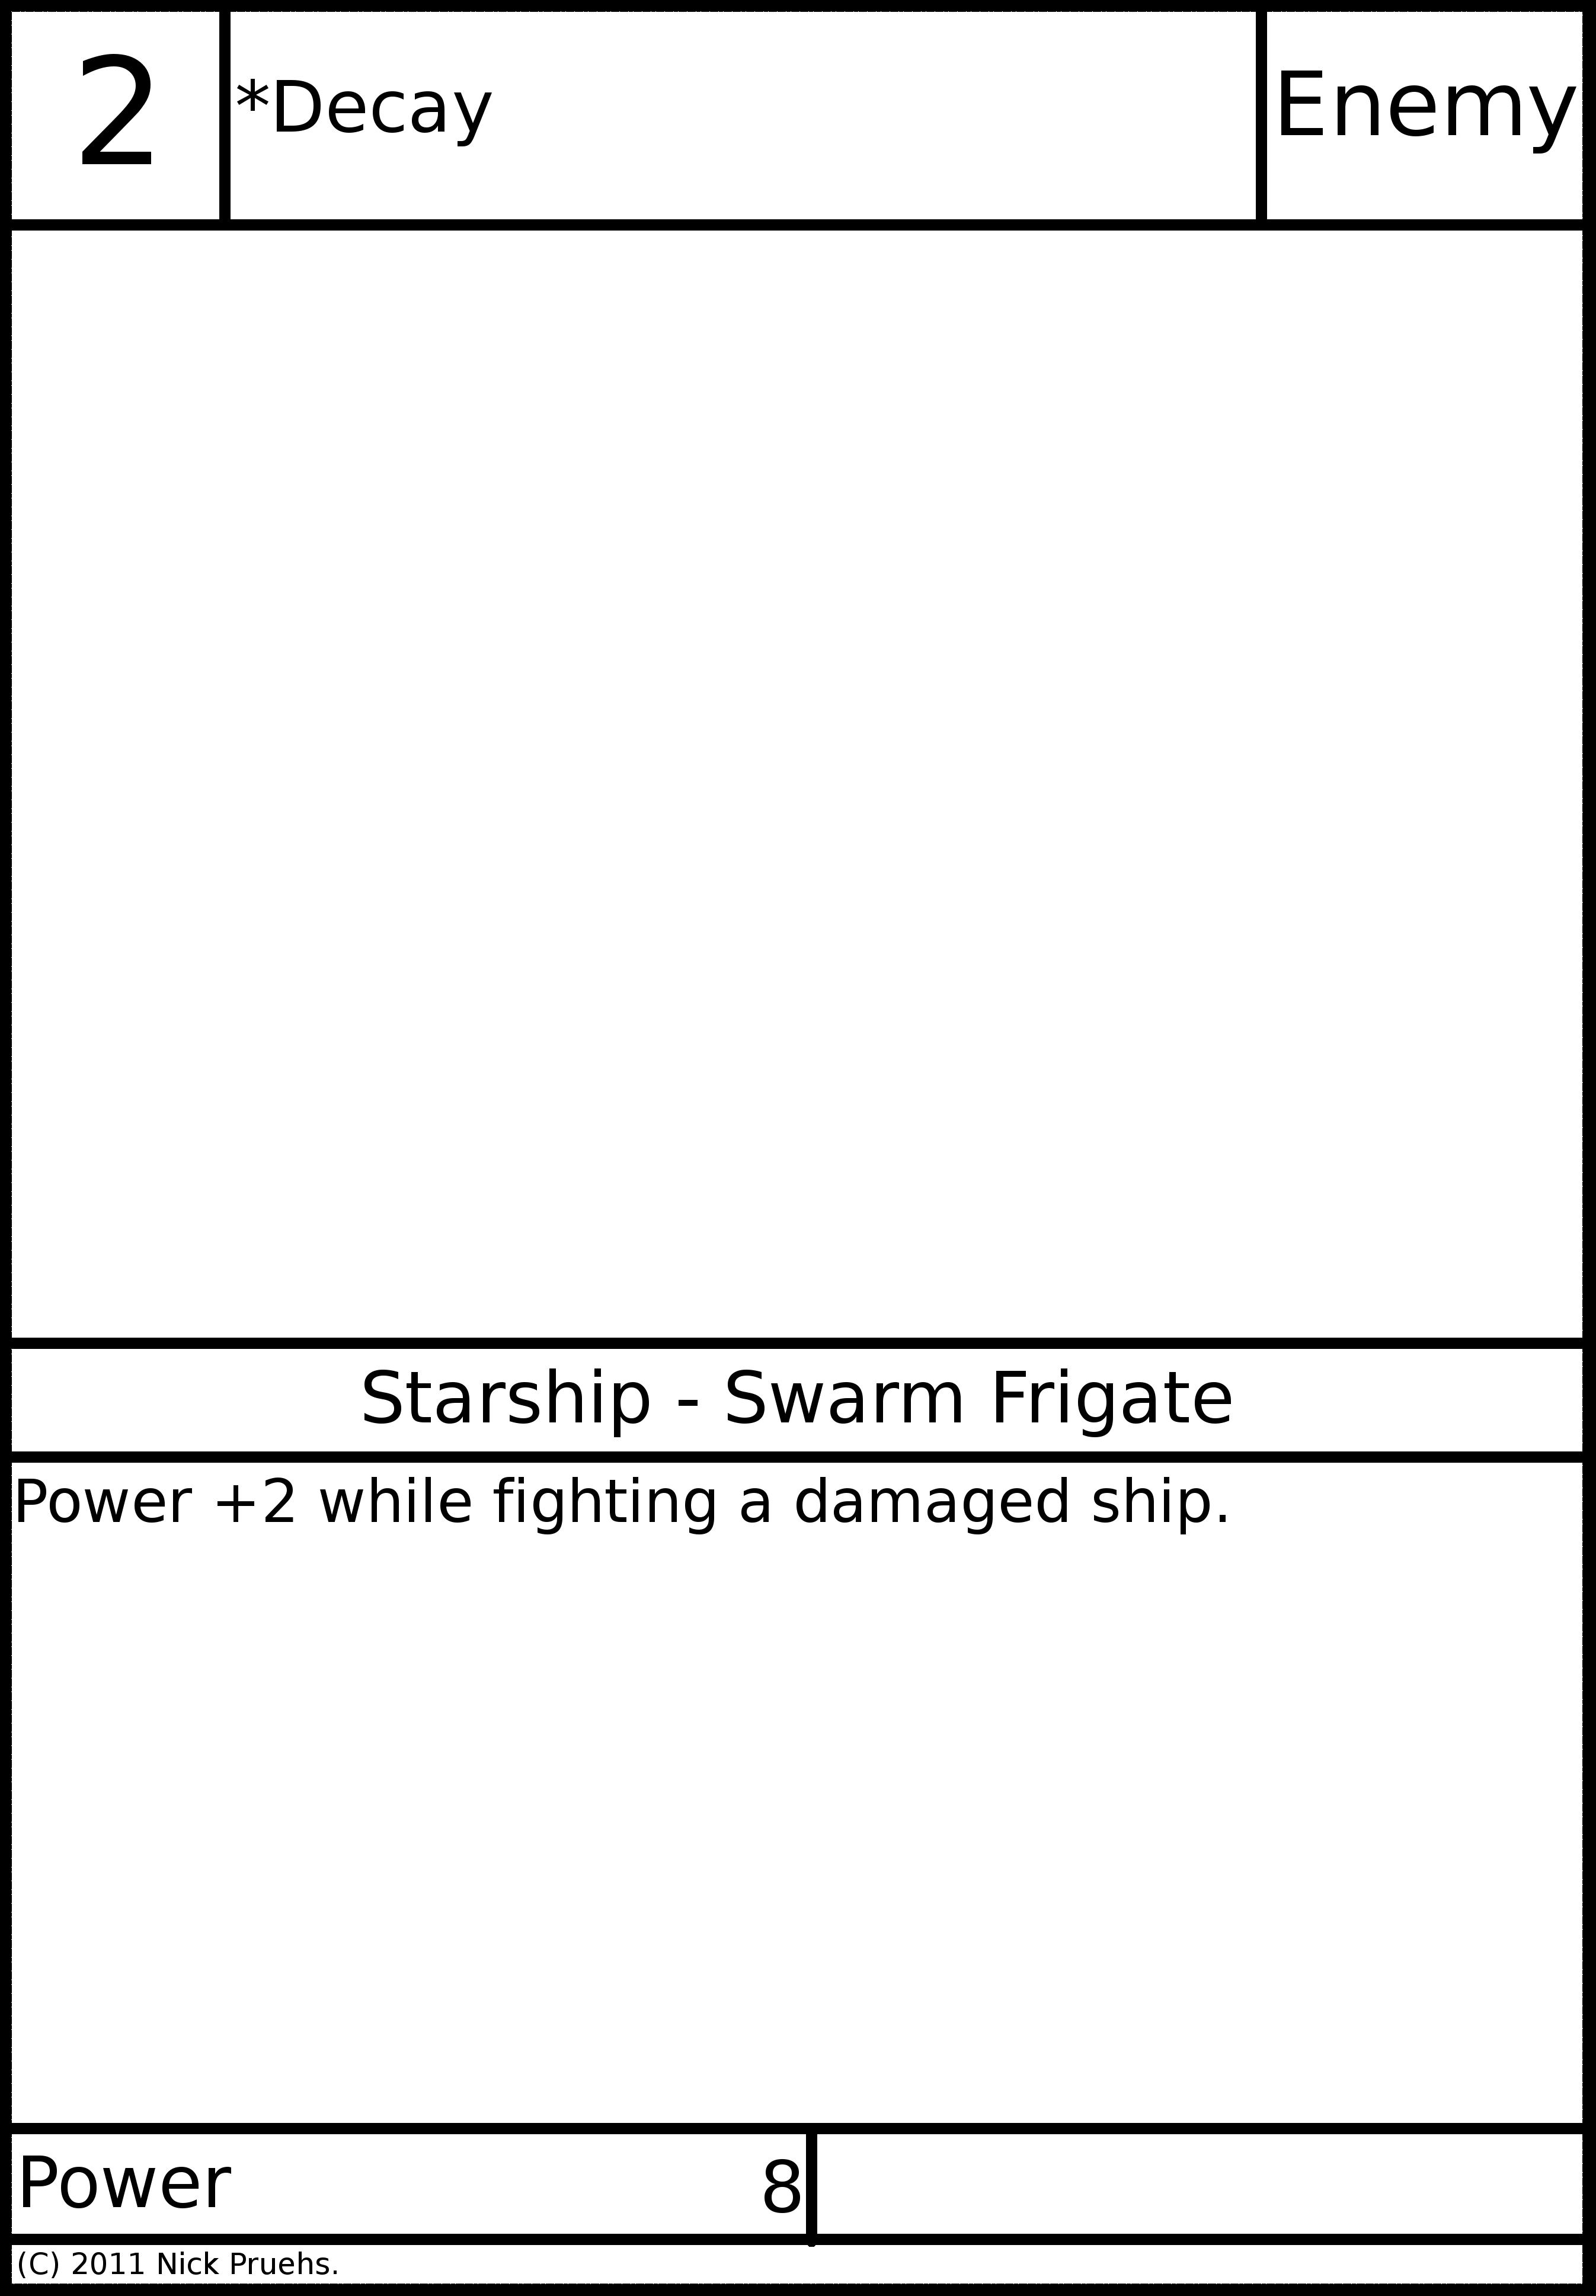 2
*Decay
Enemy
Starship - Swarm Frigate
Power +2 while fighting a damaged ship.
Power 8
(C) 2011 Nick Pruehs.